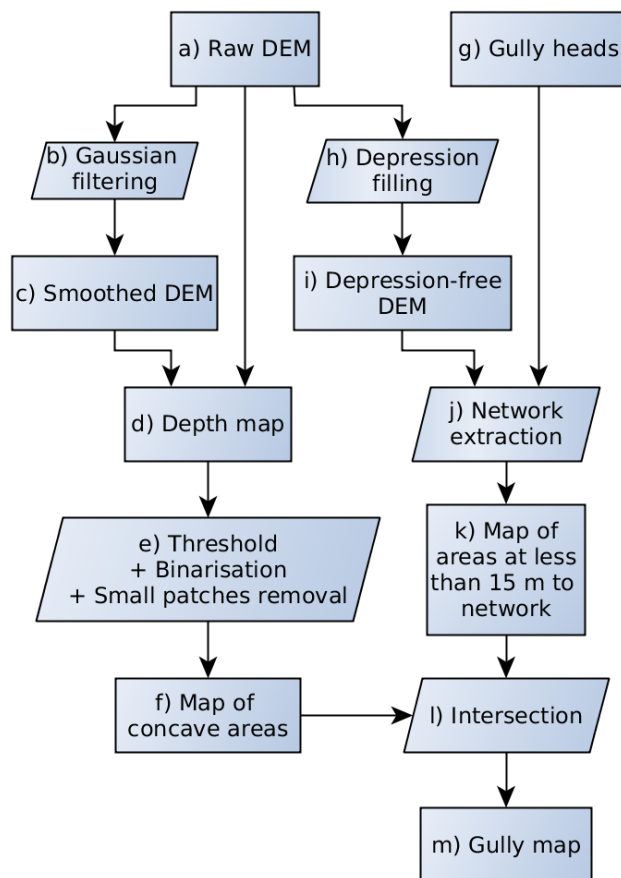 a) Raw DEM
g) Gully heads
b) Gaussian
filtering
h) Depression
filling
c) Smoothed DEM
i) Depression-free
DEM
d) Depth map
j) Network
extraction
e) Threshold
+ Binarisation
+ Small patches removal
k) Map of
areas at less
than 15 m to
network
f) Map of
concave areas
l) Intersection
m) Gully map